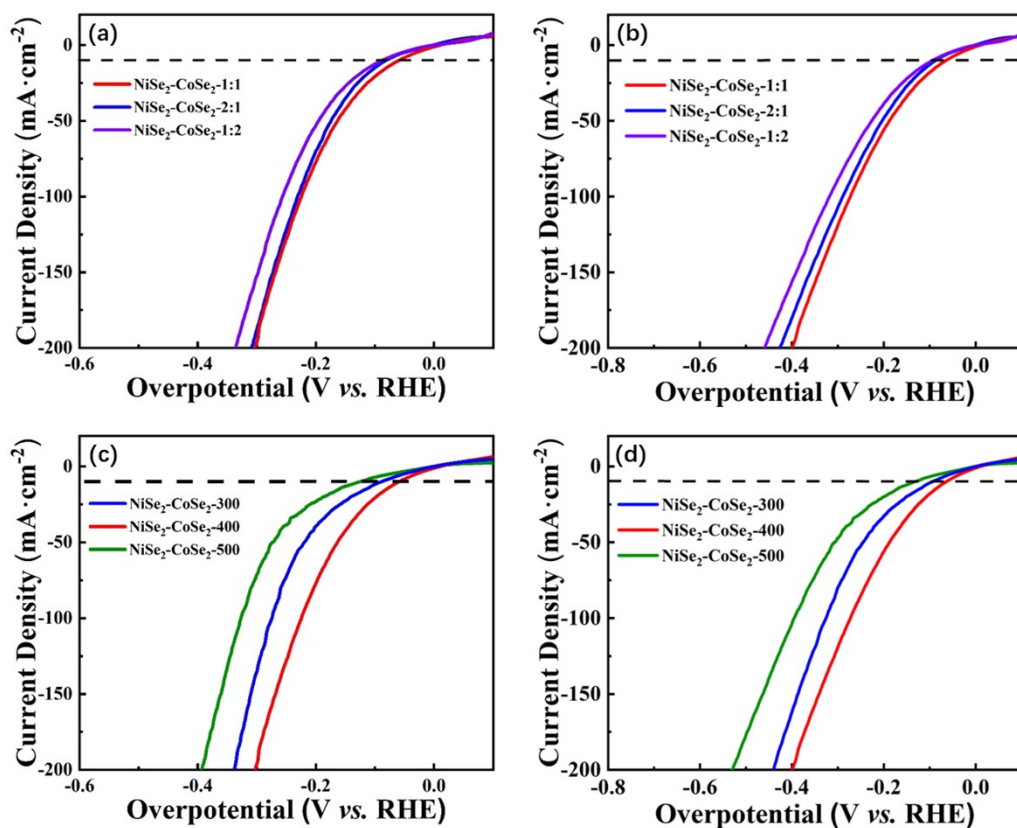 (a)
NiSe₂-CoSe₂-1:1
NiSe₂-CoSe₂-2:1
NiSe₂-CoSe₂-1:2
0
-50
-100
-150
-200
-0.6
-0.4
-0.2
0.0
Current Density (mA·cm⁻²)
Overpotential (V vs. RHE)
(b)
NiSe₂-CoSe₂-1:1
NiSe₂-CoSe₂-2:1
NiSe₂-CoSe₂-1:2
0
-50
-100
-150
-200
-0.8
-0.6
-0.4
-0.2
0.0
Current Density (mA·cm⁻²)
Overpotential (V vs. RHE)
(c)
NiSe₂-CoSe₂-300
NiSe₂-CoSe₂-400
NiSe₂-CoSe₂-500
0
-50
-100
-150
-200
-0.6
-0.4
-0.2
0.0
Current Density (mA·cm⁻²)
Overpotential (V vs. RHE)
(d)
NiSe₂-CoSe₂-300
NiSe₂-CoSe₂-400
NiSe₂-CoSe₂-500
0
-50
-100
-150
-200
-0.8
-0.6
-0.4
-0.2
0.0
Current Density (mA·cm⁻²)
Overpotential (V vs. RHE)